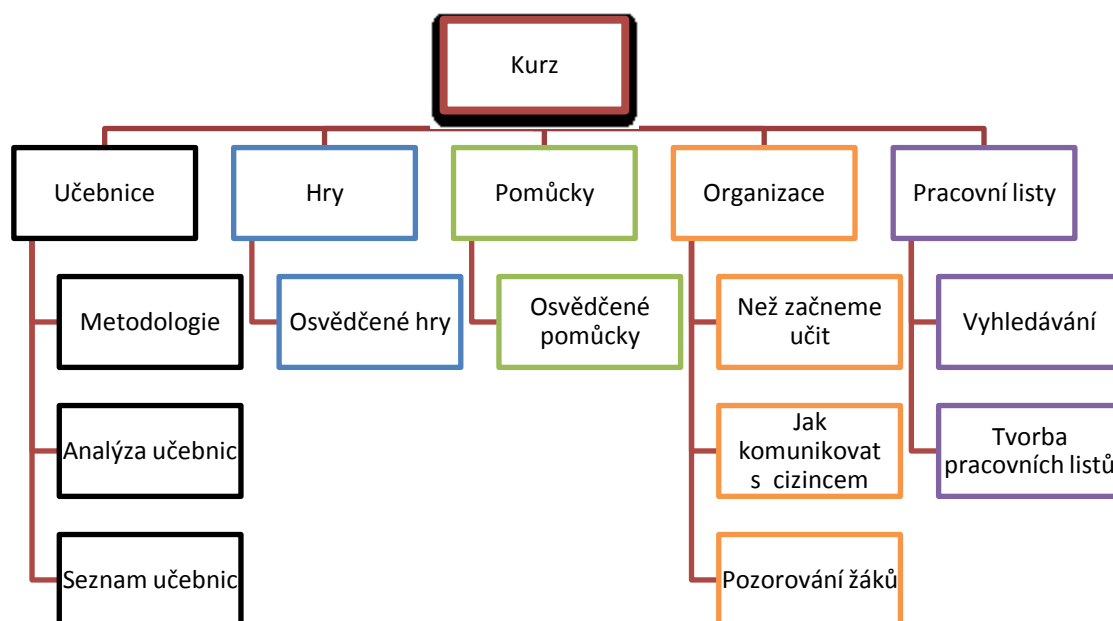 Kurz
Učebnice
Hry
Pomůcky
Organizace
Pracovní listy
Metodologie
Osvědčené hry
Osvědčené
pomůcky
Než začneme
učit
Vyhledávání
Analýza učebnic
Jak
komunikovat
s cizincem
Tvorba
pracovních listů
Seznam učebnic
Pozorování žáků